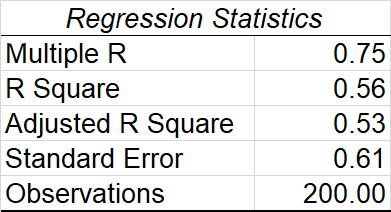 Regression Statistics
Multiple R 0.75
R Square 0.56
Adjusted R Square 0.53
Standard Error 0.61
Observations 200.00